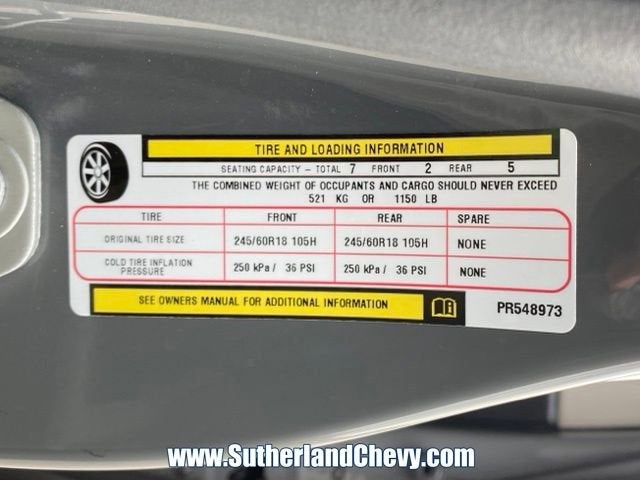 TIRE AND LOADING INFORMATION
SEATING CAPACITY - TOTAL 7 FRONT 2 REAR 5
THE COMBINED WEIGHT OF OCCUPANTS AND CARGO SHOULD NEVER EXCEED
521 KG OR 1150 LB
TIRE FRONT REAR SPARE
ORIGINAL TIRE SIZE 245/60R18 105H 245/60R18 105H NONE
COLD TIRE INFLATION
PRESSURE 250 kPa / 36 PSI 250 kPa / 36 PSI NONE
SEE OWNERS MANUAL FOR ADDITIONAL INFORMATION
PR548973
www.SutherlandChevy.com